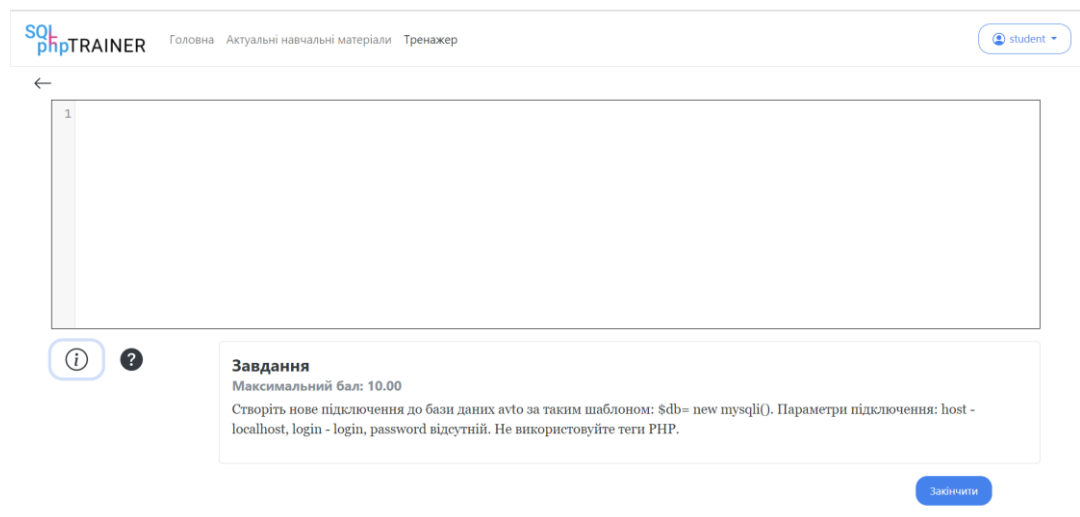 SQL
phpTRAINER
Головна Актуальні навчальні матеріали Тренажер
student
1
Завдання
Максимальний бал: 10.00
Створіть нове підключення до бази даних avto за таким шаблоном: $db= new mysqli(). Параметри підключення: host -
localhost, login - login, password відсутній. Не використовуйте теги PHP.
Закінчити